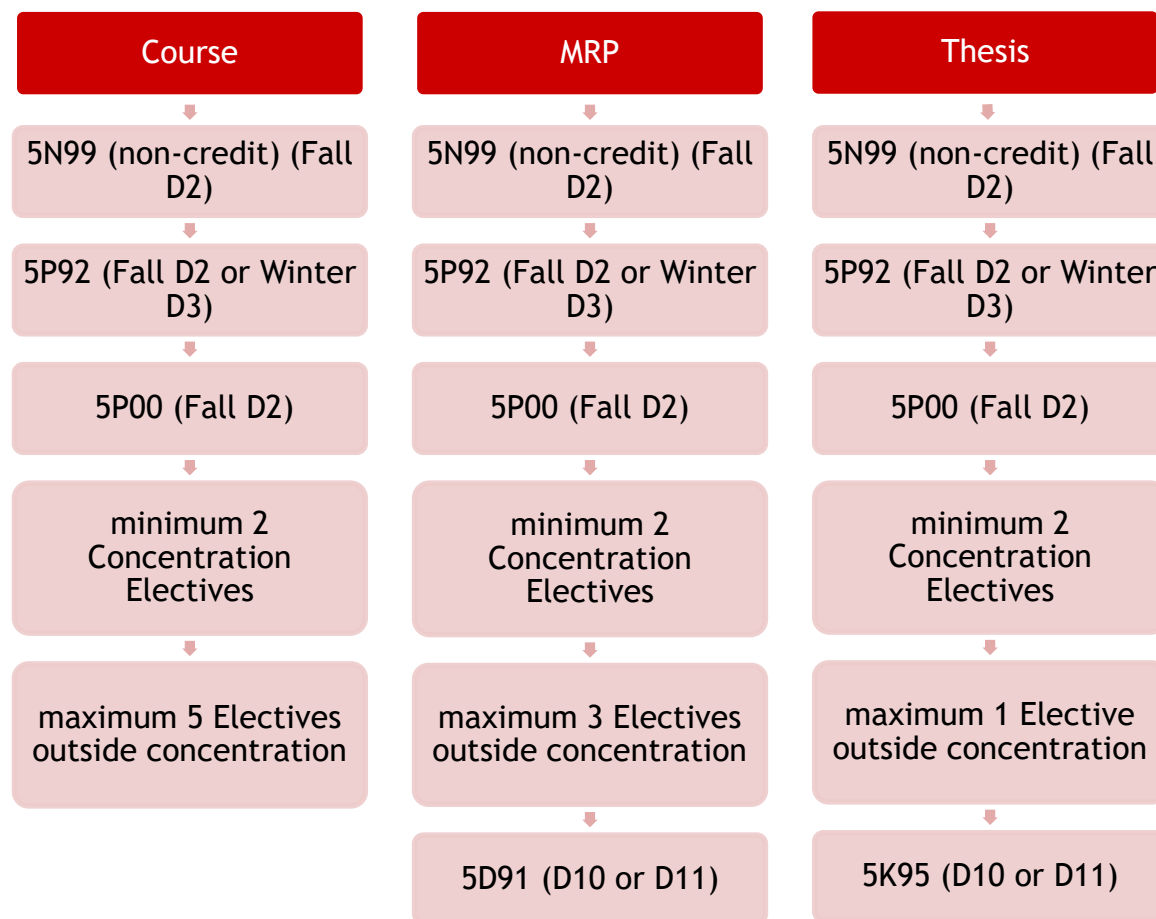 Course
5N99 (non-credit) (Fall
D2)
5P92 (Fall D2 or Winter
D3)
5P00 (Fall D2)
minimum 2
Concentration
Electives
maximum 5 Electives
outside concentration
MRP
5N99 (non-credit) (Fall
D2)
5P92 (Fall D2 or Winter
D3)
5P00 (Fall D2)
minimum 2
Concentration
Electives
maximum 3 Electives
outside concentration
5D91 (D10 or D11)
Thesis
5N99 (non-credit) (Fall
D2)
5P92 (Fall D2 or Winter
D3)
5P00 (Fall D2)
minimum 2
Concentration
Electives
maximum 1 Elective
outside concentration
5K95 (D10 or D11)